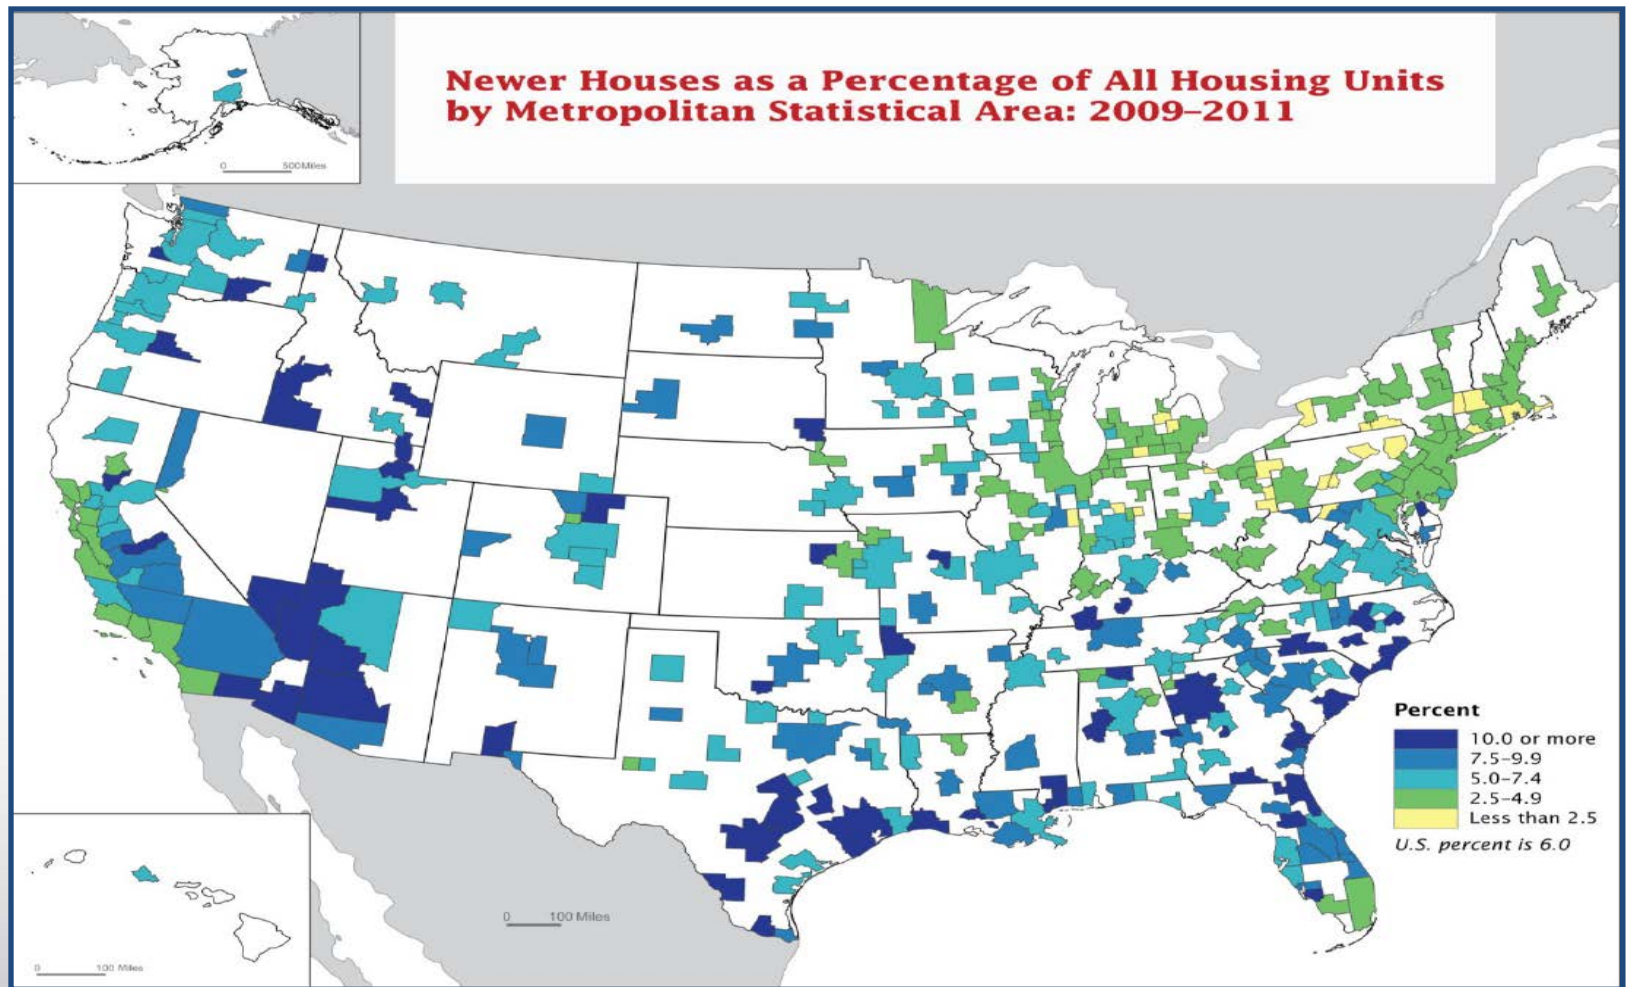 Newer Houses as a Percentage of All Housing Units
by Metropolitan Statistical Area: 2009–2011
0 500Miles
Percent
10.0 or more
7.5–9.9
5.0–7.4
2.5–4.9
Less than 2.5
U.S. percent is 6.0
0 100 Miles
0 100 Miles